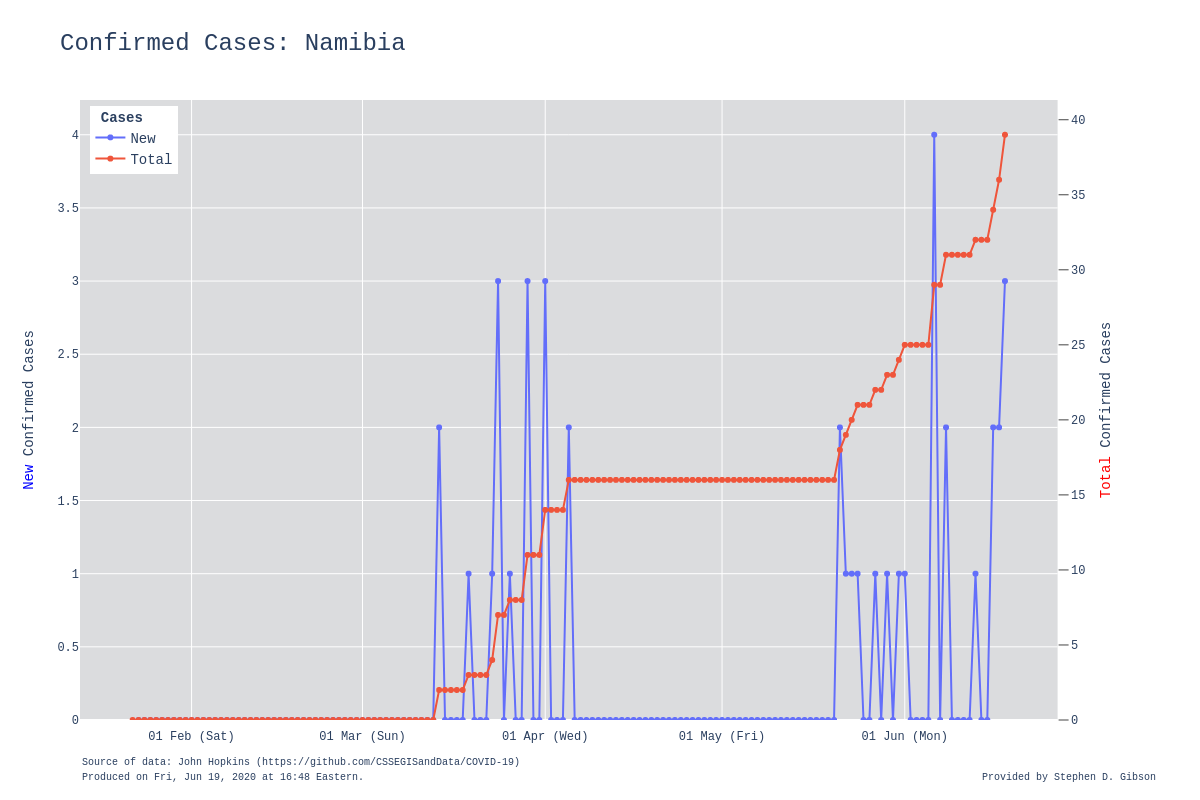 Confirmed Cases: Namibia
Cases
New
Total
4
3.5
3
2.5
2
1.5
1
0.5
0
40
35
30
25
20
15
10
5
0
New Confirmed Cases
Total Confirmed Cases
01 Feb (Sat)
01 Mar (Sun)
01 Apr (Wed)
01 May (Fri)
01 Jun (Mon)
Source of data: John Hopkins (https://github.com/CSSEGISandData/COVID-19)
Produced on Fri, Jun 19, 2020 at 16:48 Eastern.
Provided by Stephen D. Gibson